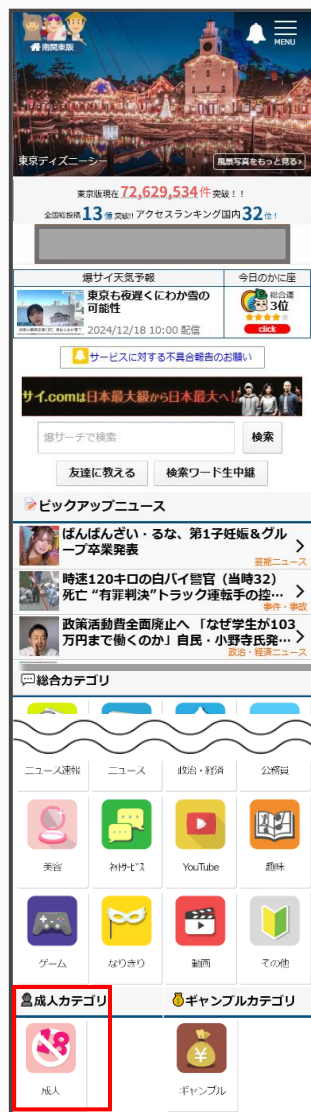 南関東版
MENU
東京ディズニーシー
風景写真をもっと見る>
東京版現在72,629,534件突破！！
全国総投稿13億突破!! アクセスランキング国内32位！
爆サイ天気予報
今日のかに座
東京も夜遅くにわか雪の
可能性
2024/12/18 10:00 配信
総合運
3位
click
サービスに対する不具合報告のお願い
サイ.comは日本最大級から日本最大へ!
爆サーチで検索
検索
友達に教える
検索ワード生中継
ピックアップニュース
ばんばんざい・るな、第1子妊娠&グル
ープ卒業発表
芸能ニュース
時速120キロの白バイ警官（当時32）
死亡 “有罪判決”トラック運転手の控…
事件・事故
政策活動費全面廃止へ 「なぜ学生が103
万円まで働くのか」自民・小野寺氏発…
政治・経済ニュース
総合カテゴリ
ニュース速報
ニュース
政治・経済
公務員
美容
ネットサービス
YouTube
趣味
ゲーム
なりきり
動画
その他
成人カテゴリ
ギャンブルカテゴリ
18
成人
ギャンブル